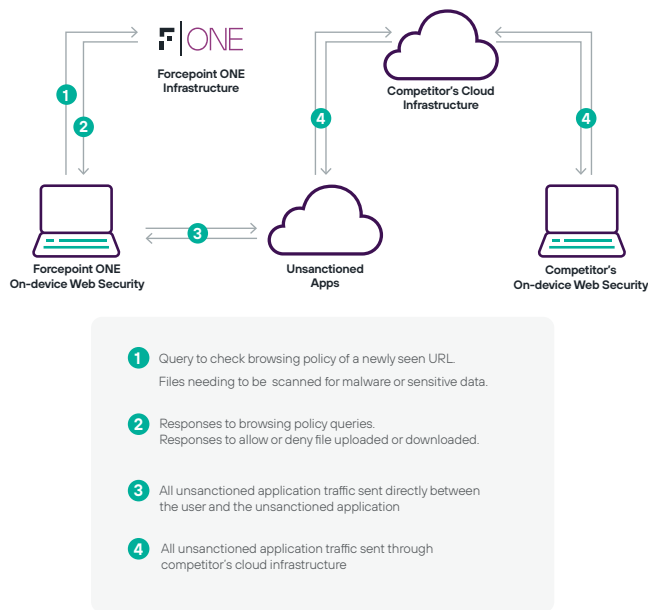 F|ONE
Forcepoint ONE
Infrastructure
Competitor's Cloud
Infrastructure
1
2
4
4
3
Forcepoint ONE
On-device Web Security
Unsanctioned
Apps
Competitor's
On-device Web Security
1 Query to check browsing policy of a newly seen URL.
Files needing to be scanned for malware or sensitive data.
2 Responses to browsing policy queries.
Responses to allow or deny file uploaded or downloaded.
3 All unsanctioned application traffic sent directly between
the user and the unsanctioned application
4 All unsanctioned application traffic sent through
competitor's cloud infrastructure